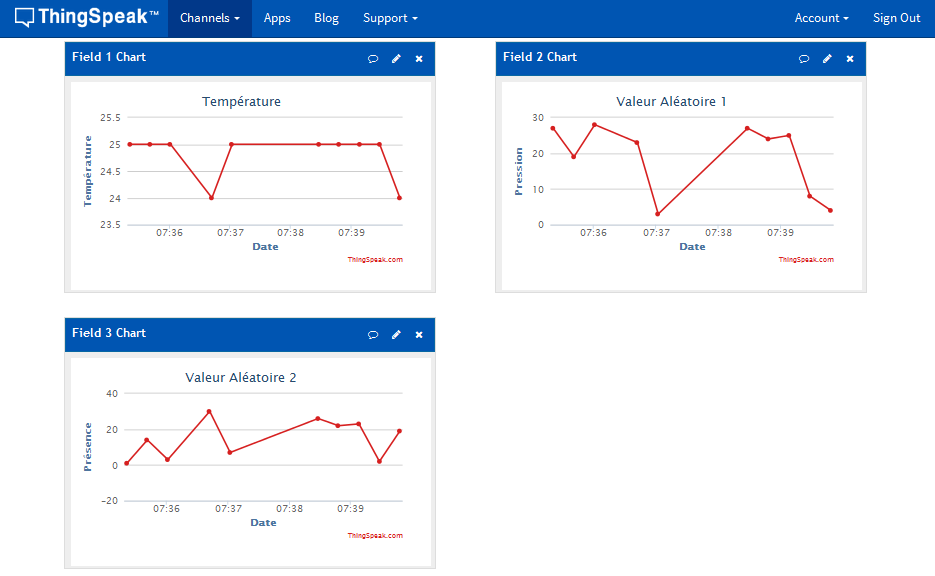 ThingSpeak™ Channels Apps Blog Support Account Sign Out
Field 1 Chart
Température
25.5
25
24.5
24
23.5
Température
07:36 07:37 07:38 07:39
Date
ThingSpeak.com
Field 2 Chart
Valeur Aléatoire 1
30
20
10
0
Pression
07:36 07:37 07:38 07:39
Date
ThingSpeak.com
Field 3 Chart
Valeur Aléatoire 2
40
20
0
-20
Présence
07:36 07:37 07:38 07:39
Date
ThingSpeak.com